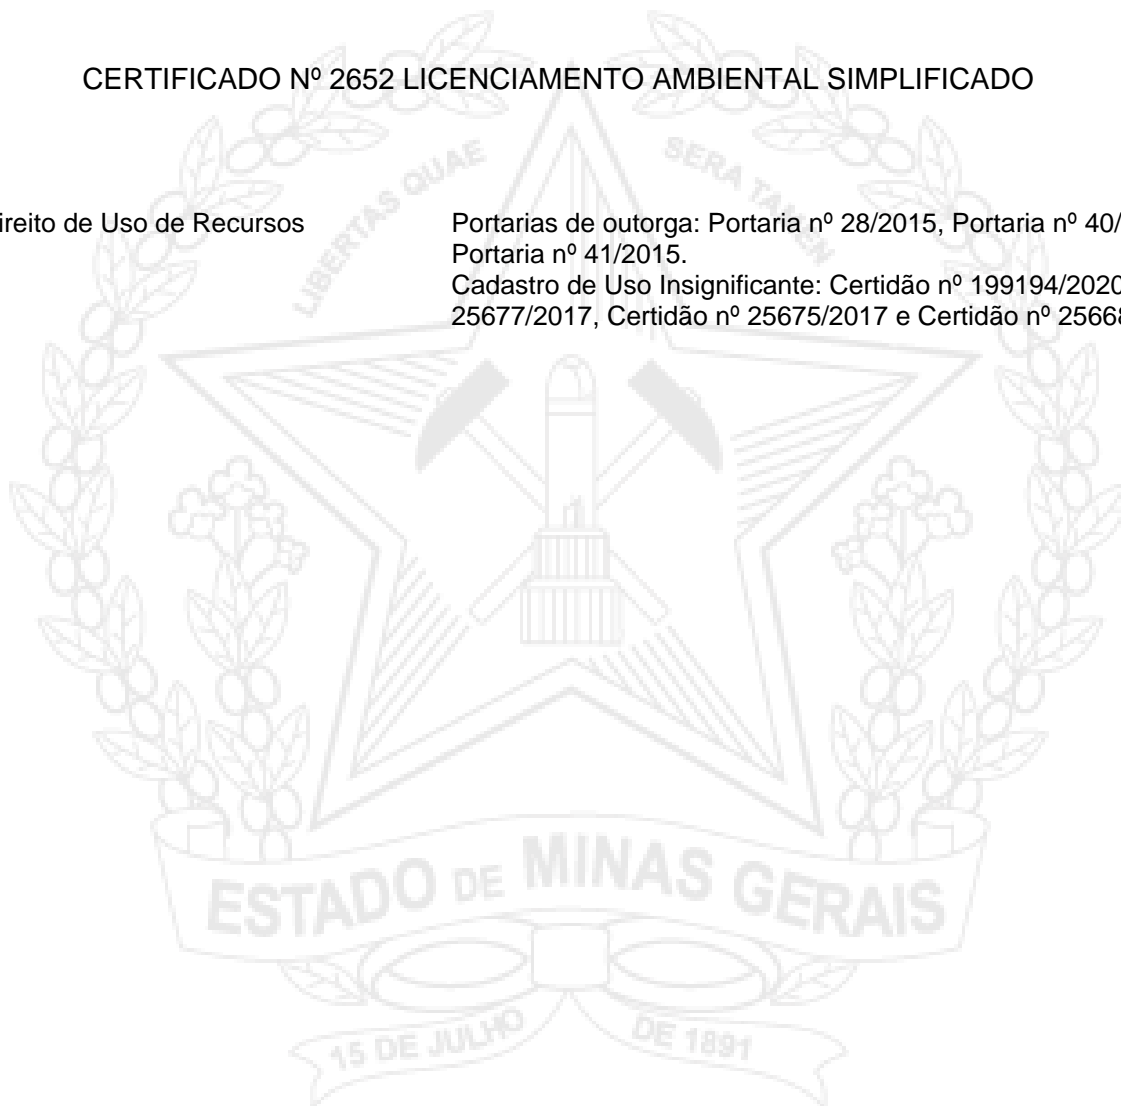 CERTIFICADO Nº 2652 LICENCIAMENTO AMBIENTAL SIMPLIFICADO
LIBERTAS QUAE SERA TAMEN
ireito de Uso de Recursos
Portarias de outorga: Portaria nº 28/2015, Portaria nº 40/
Portaria nº 41/2015.
Cadastro de Uso Insignificante: Certidão nº 199194/2020
25677/2017, Certidão nº 25675/2017 e Certidão nº 25668
ESTADO DE MINAS GERAIS
15 DE JULHO DE 1891